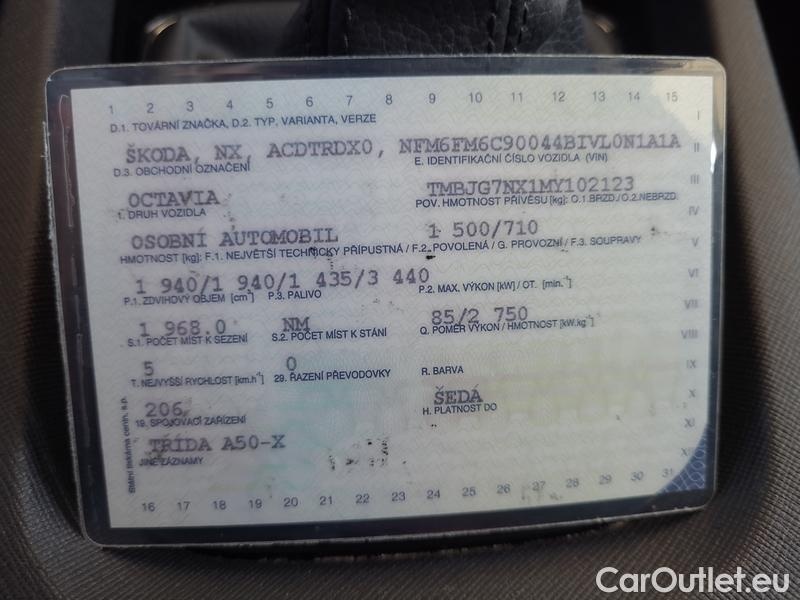 1 2 3 4 5 6 7 8 9 10 11 12 13 14 15
I
D.1. TOVÁRNÍ ZNAČKA, D.2. TYP, VARIANTA, VERZE
II
ŠKODA, NX, ACDTRDX0, NFM6FM6C90044BIVL0N1A1A
D.3. OBCHODNÍ OZNAČENÍ E. IDENTIFIKAČNÍ ČÍSLO VOZIDLA (VIN)
III
OCTAVIA TMBJG7NX1MY102123
1. DRUH VOZIDLA POV. HMOTNOST PŘÍVĚSU [kg]: O.1.BRZD./O.2.NEBRZD.
IV
OSOBNÍ AUTOMOBIL 1 500/710
HMOTNOST [kg]: F.1. NEJVĚTŠÍ TECHNICKY PŘÍPUSTNÁ / F.2. POVOLENÁ / G. PROVOZNÍ / F.3. SOUPRAVY
V
1 940/1 940/1 435/3 440
VI
P.1. ZDVIHOVÝ OBJEM [cm³] P.3. PALIVO P.2. MAX. VÝKON [kW] / OT. [min.⁻¹]
VII
1 968.0 NM 85/2 750
S.1. POČET MÍST K SEZENÍ S.2. POČET MÍST K STÁNÍ Q. POMĚR VÝKON / HMOTNOST [kW.kg⁻¹]
VIII
5 0
T. NEJVYŠŠÍ RYCHLOST [km.h⁻¹] 29. ŘAZENÍ PŘEVODOVKY R. BARVA
IX
206 ŠEDÁ
X
19. SPOJOVACÍ ZAŘÍZENÍ H. PLATNOST DO
TŘÍDA A50-X
XI
JINÉ ZÁZNAMY
Státní tiskárna cenin, s.p.
16 17 18 19 20 21 22 23 24 25 26 27 28 29 30 31
CarOutlet.eu